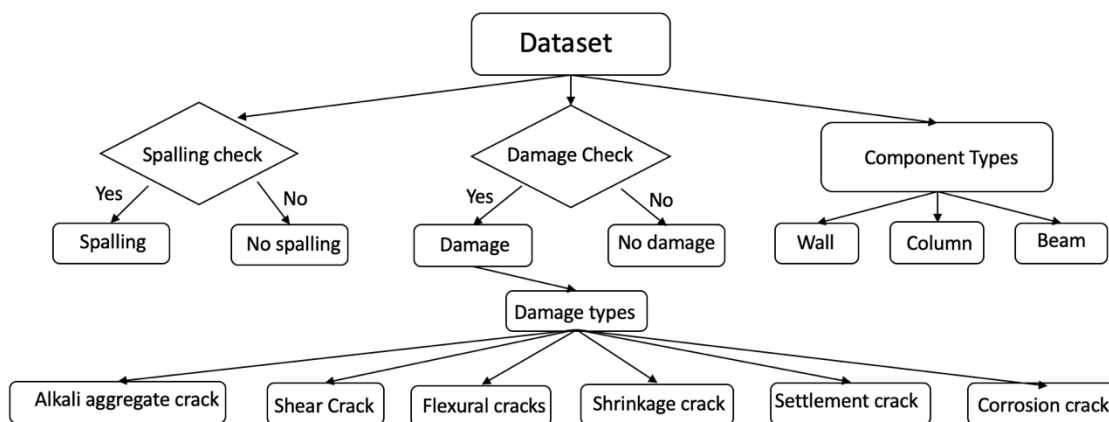 Dataset
Spalling check
Damage Check
Component Types
Yes
No
Yes
No
Spalling
No spalling
Damage
No damage
Wall
Column
Beam
Damage types
Alkali aggregate crack
Shear Crack
Flexural cracks
Shrinkage crack
Settlement crack
Corrosion crack